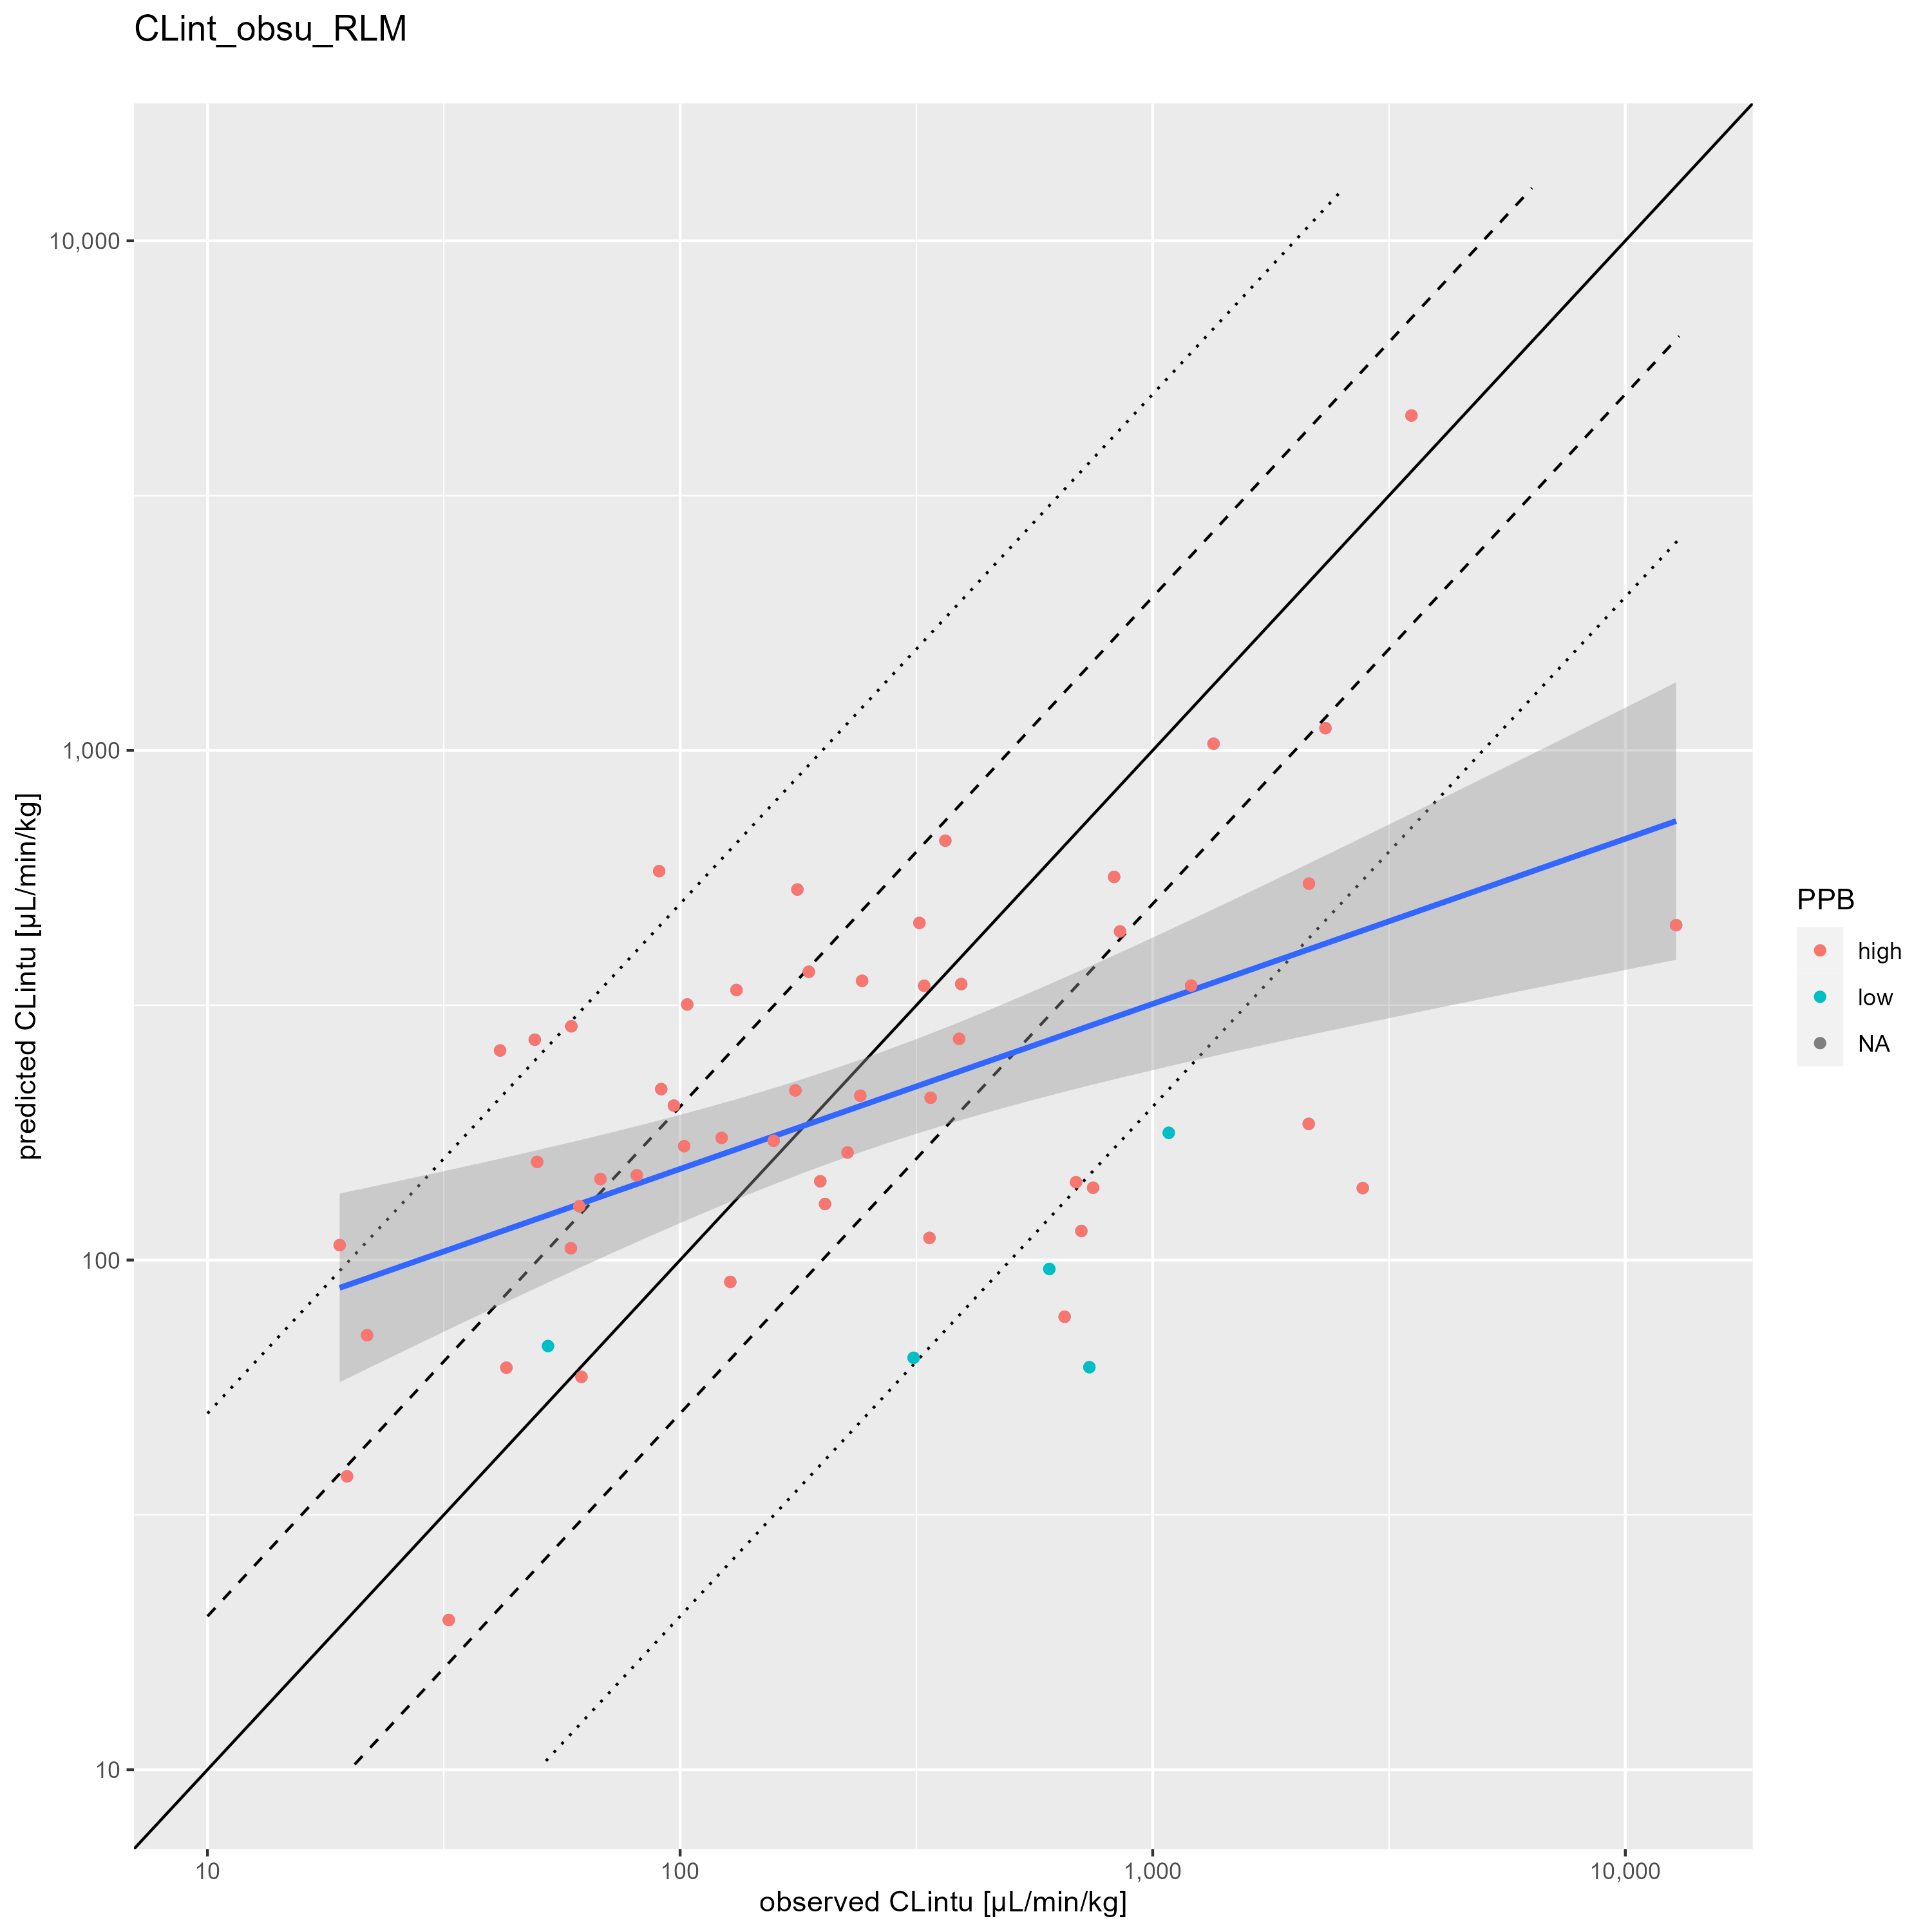 CLint_obsu_RLM
10,000
1,000
100
10
predicted CLintu [µL/min/kg]
10
100
1,000
10,000
observed CLintu [µL/min/kg]
PPB
high
low
NA